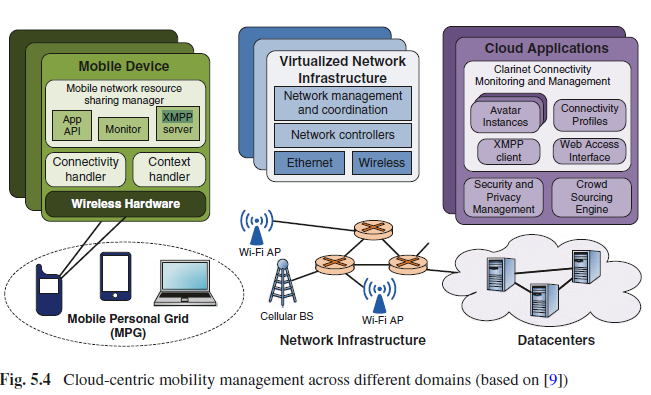 Mobile Device
Mobile network resource
sharing manager
App
API
Monitor
XMPP
server
Connectivity
handler
Context
handler
Wireless Hardware
Virtualized Network
Infrastructure
Network management
and coordination
Network controllers
Ethernet
Wireless
Cloud Applications
Clarinet Connectivity
Monitoring and Management
Avatar
Instances
Connectivity
Profiles
XMPP
client
Web Access
Interface
Security and
Privacy
Management
Crowd
Sourcing
Engine
Mobile Personal Grid
(MPG)
Wi-Fi AP
Cellular BS
Wi-Fi AP
Network Infrastructure
Datacenters
Fig. 5.4 Cloud-centric mobility management across different domains (based on [9])